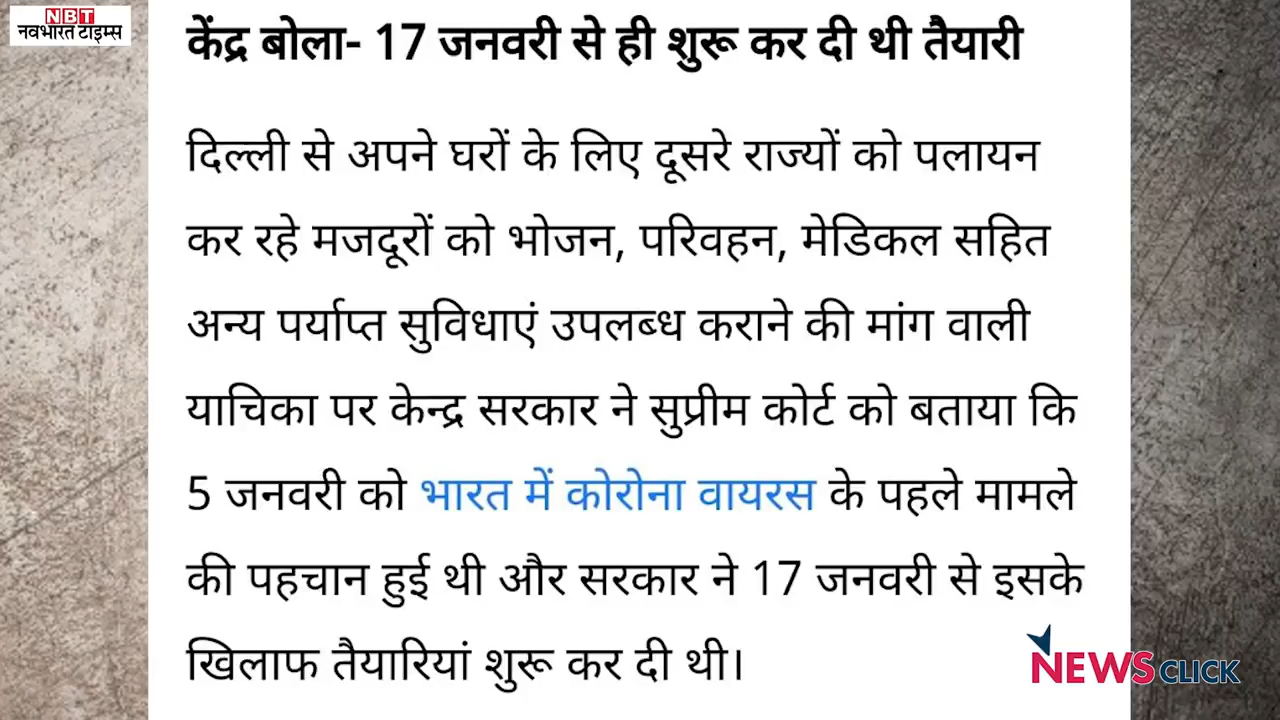 NBT
नवभारत टाइम्स
केंद्र बोला- 17 जनवरी से ही शुरू कर दी थी तैयारी
दिल्ली से अपने घरों के लिए दूसरे राज्यों को पलायन
कर रहे मजदूरों को भोजन, परिवहन, मेडिकल सहित
अन्य पर्याप्त सुविधाएं उपलब्ध कराने की मांग वाली
याचिका पर केन्द्र सरकार ने सुप्रीम कोर्ट को बताया कि
5 जनवरी को भारत में कोरोना वायरस के पहले मामले
की पहचान हुई थी और सरकार ने 17 जनवरी से इसके
खिलाफ तैयारियां शुरू कर दी थी।
NEWSCLICK